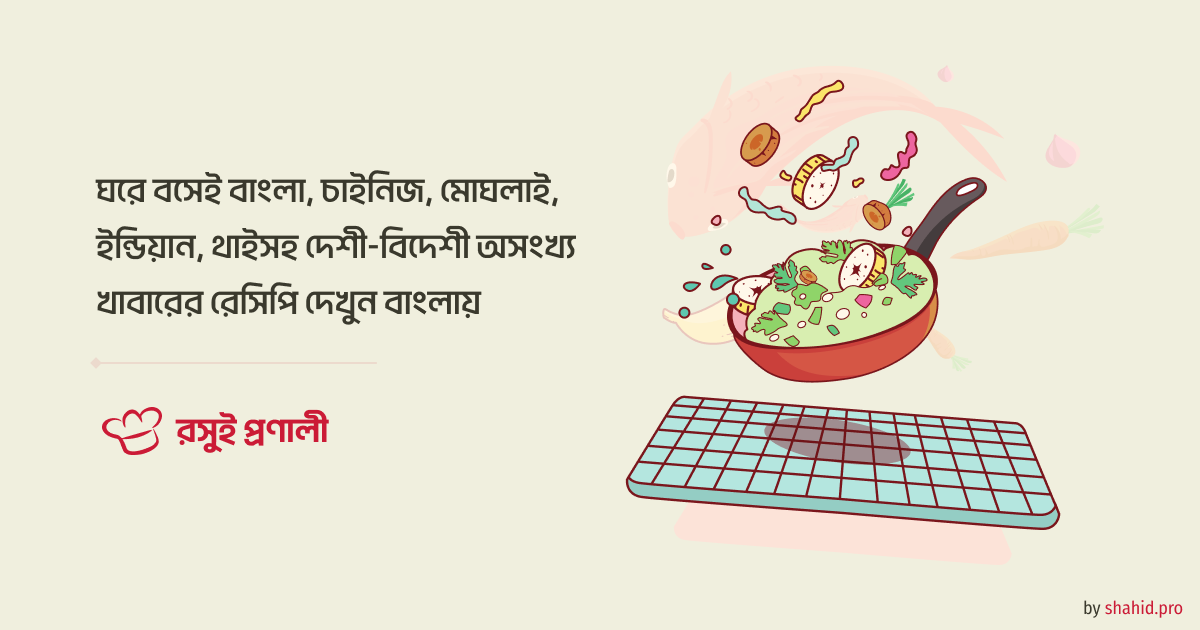 ঘরে বসেই বাংলা, চাইনিজ, মোঘলাই,
ইন্ডিয়ান, থাইসহ দেশী-বিদেশী অসংখ্য
খাবারের রেসিপি দেখুন বাংলায়
রসুই প্রণালী
by shahid.pro